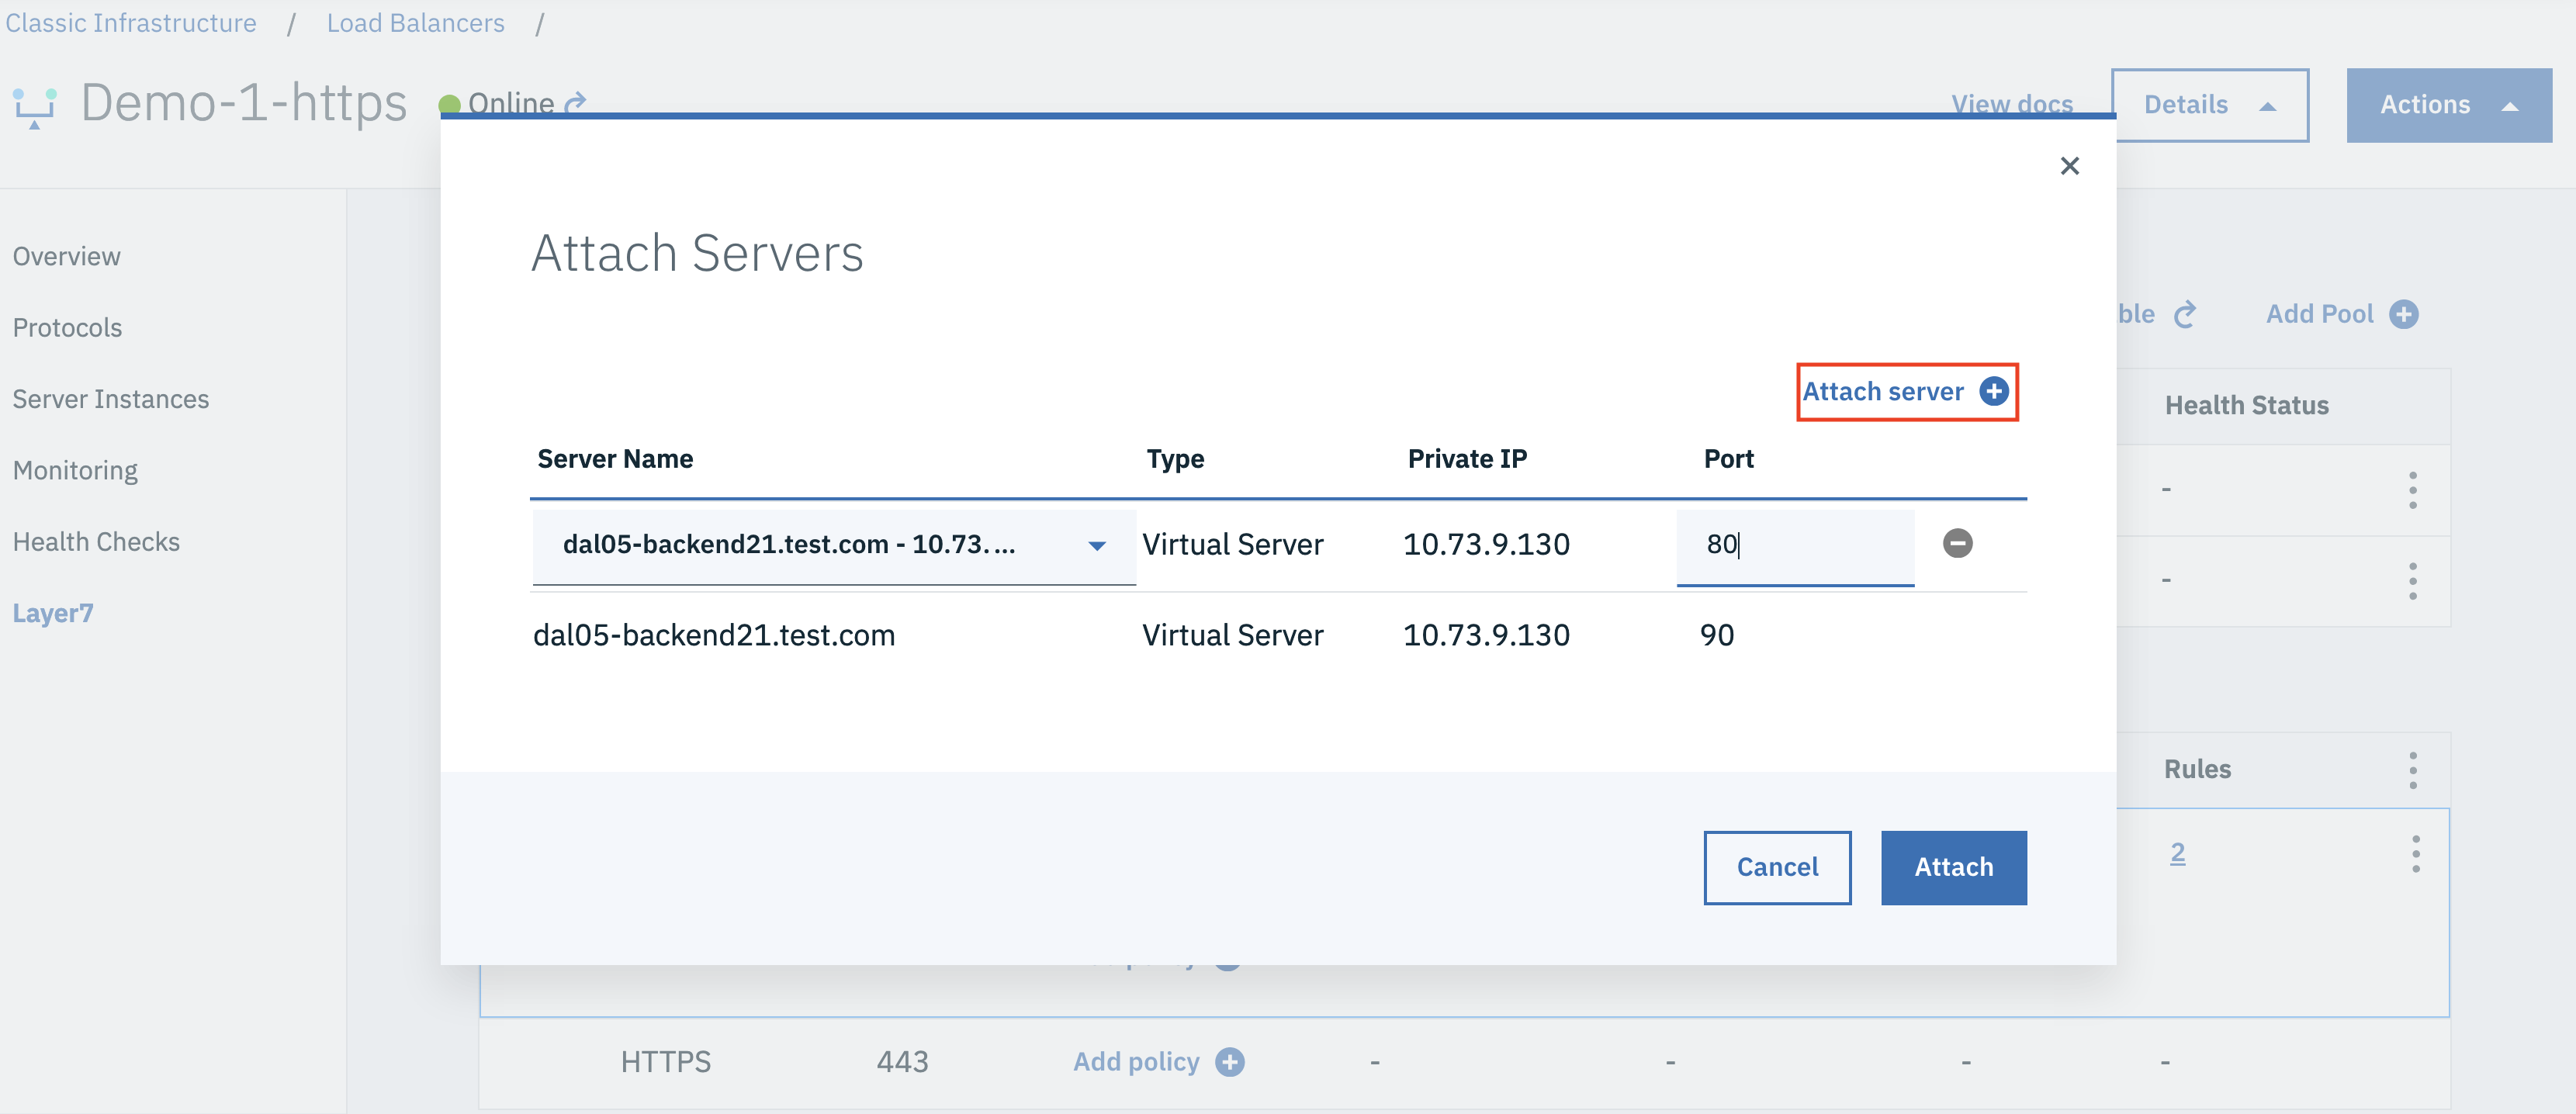 Classic Infrastructure / Load Balancers /
Demo-1-https Online View docs Details Actions
Overview
Protocols
Server Instances
Monitoring
Health Checks
Layer7
×
Attach Servers
ble Add Pool
Attach server
Health Status
Server Name Type Private IP Port
-
dal05-backend21.test.com - 10.73. ... Virtual Server 10.73.9.130 80
-
dal05-backend21.test.com Virtual Server 10.73.9.130 90
Rules
2
Cancel Attach
HTTPS 443 Add policy - - - -